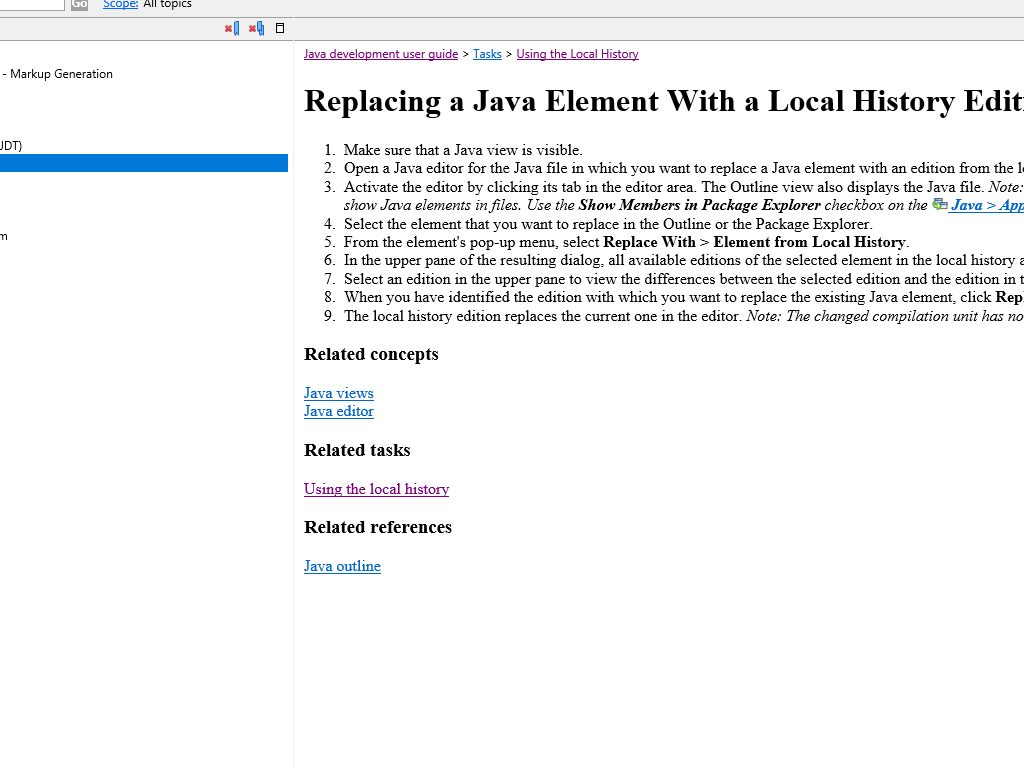 Go Scope: All topics
- Markup Generation
JDT)
m
Java development user guide > Tasks > Using the Local History
Replacing a Java Element With a Local History Editi
1. Make sure that a Java view is visible.
2. Open a Java editor for the Java file in which you want to replace a Java element with an edition from the lo
3. Activate the editor by clicking its tab in the editor area. The Outline view also displays the Java file. Note:
show Java elements in files. Use the Show Members in Package Explorer checkbox on the Java > App
4. Select the element that you want to replace in the Outline or the Package Explorer.
5. From the element's pop-up menu, select Replace With > Element from Local History.
6. In the upper pane of the resulting dialog, all available editions of the selected element in the local history a
7. Select an edition in the upper pane to view the differences between the selected edition and the edition in t
8. When you have identified the edition with which you want to replace the existing Java element, click Repl
9. The local history edition replaces the current one in the editor. Note: The changed compilation unit has no
Related concepts
Java views
Java editor
Related tasks
Using the local history
Related references
Java outline